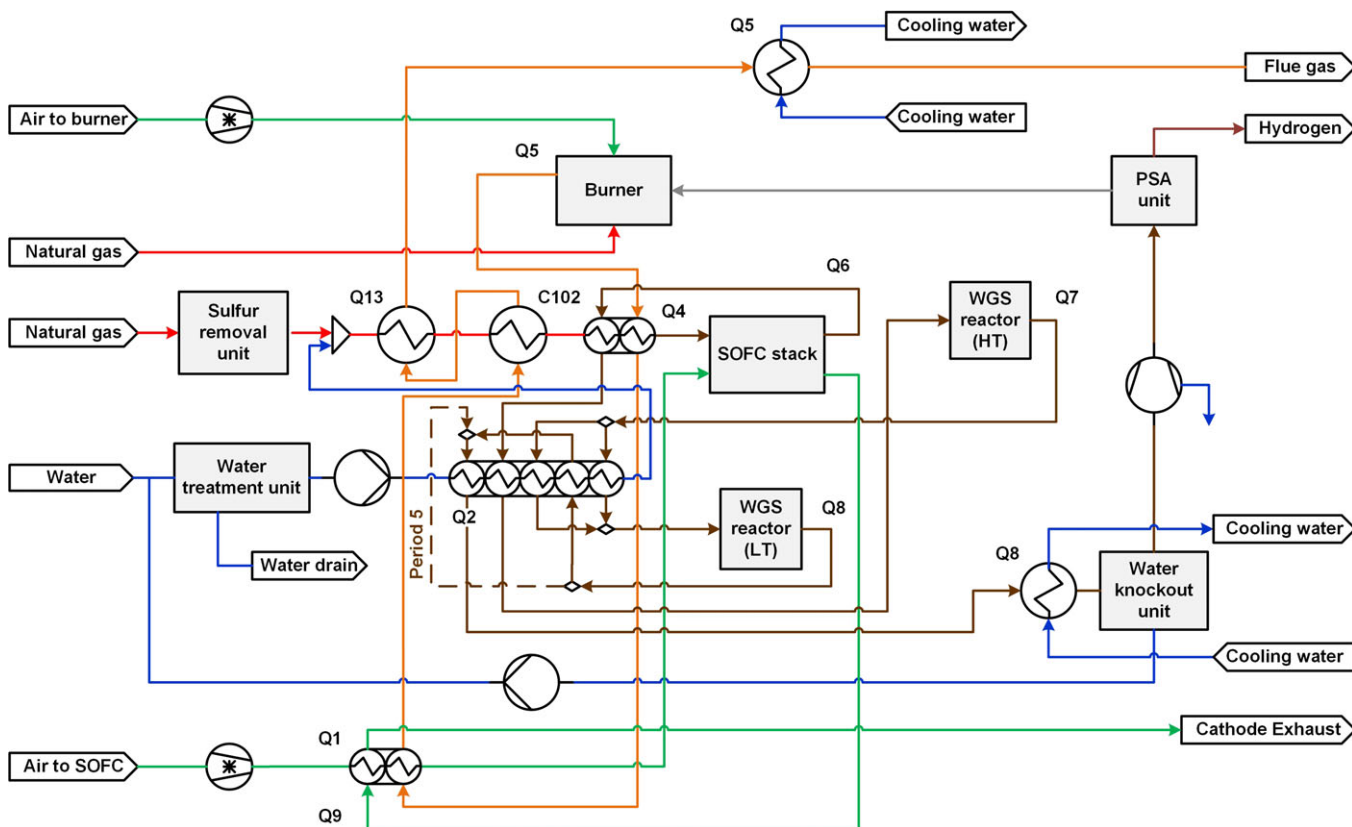 Q5
Cooling water
Flue gas
Air to burner
Cooling water
Hydrogen
Q5
Burner
PSA
unit
Natural gas
Q6
Natural gas
Sulfur
removal
unit
Q13
C102
Q4
SOFC stack
WGS
reactor
(HT)
Q7
Water
Water
treatment unit
Q2
WGS
reactor
(LT)
Q8
Period 5
Water drain
Cooling water
Q8
Water
knockout
unit
Cooling water
Q1
Cathode Exhaust
Air to SOFC
Q9